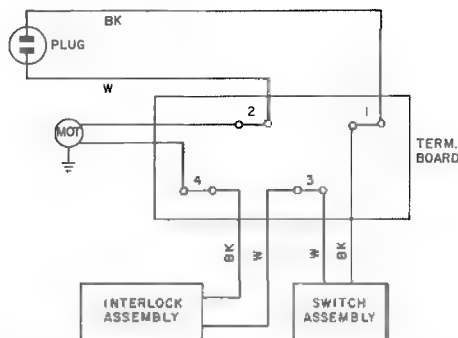 BK
PLUG
W
2
1
MOT
TERM.
BOARD
4
3
BK
W
W
BK
INTERLOCK
ASSEMBLY
SWITCH
ASSEMBLY